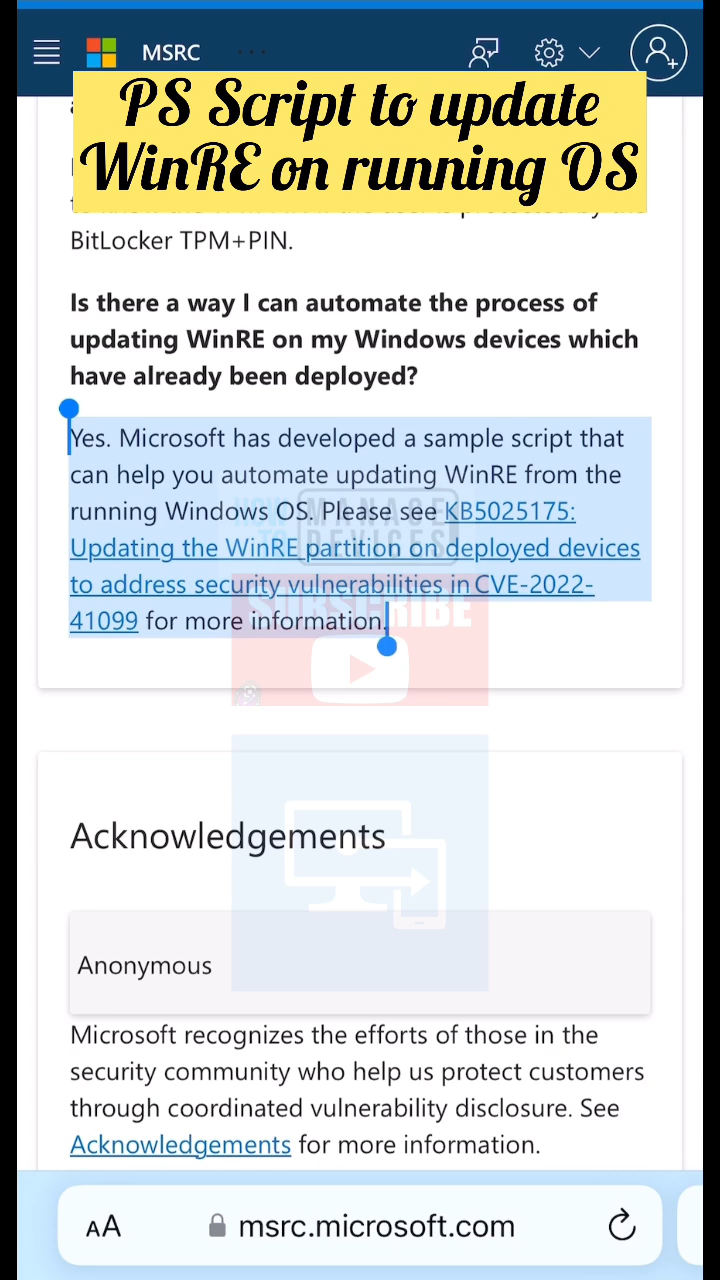 MSRC ...
PS Script to update
WinRE on running OS
BitLocker TPM+PIN.
Is there a way I can automate the process of
updating WinRE on my Windows devices which
have already been deployed?
Yes. Microsoft has developed a sample script that
can help you automate updating WinRE from the
running Windows OS. Please see KB5025175:
Updating the WinRE partition on deployed devices
to address security vulnerabilities in CVE-2022-
41099 for more information.
HOW TO MANAGE DEVICES
SUBSCRIBE
Acknowledgements
Anonymous
Microsoft recognizes the efforts of those in the
security community who help us protect customers
through coordinated vulnerability disclosure. See
Acknowledgements for more information.
AA msrc.microsoft.com